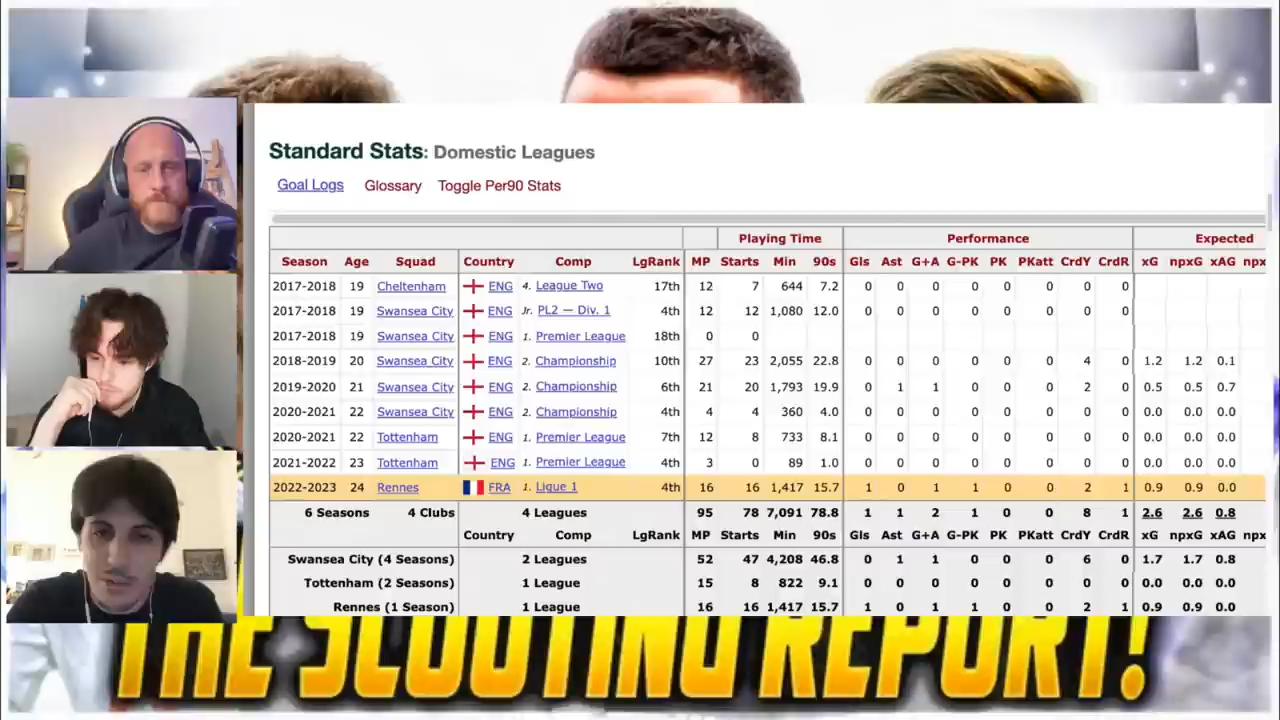 Standard Stats: Domestic Leagues
Goal Logs Glossary Toggle Per90 Stats
Playing Time Performance Expected
Season Age Squad Country Comp LgRank MP Starts Min 90s Gls Ast G+A G-PK PK PKatt CrdY CrdR xG npxG xAG npx
2017-2018 19 Cheltenham ENG 4. League Two 17th 12 7 644 7.2 0 0 0 0 0 0 0 0
2017-2018 19 Swansea City ENG Jr. PL2 — Div. 1 4th 12 12 1,080 12.0 0 0 0 0 0 0 0 0
2017-2018 19 Swansea City ENG 1. Premier League 18th 0 0
2018-2019 20 Swansea City ENG 2. Championship 10th 27 23 2,055 22.8 0 0 0 0 0 0 4 0 1.2 1.2 0.1
2019-2020 21 Swansea City ENG 2. Championship 6th 21 20 1,793 19.9 0 1 1 0 0 0 2 0 0.5 0.5 0.7
2020-2021 22 Swansea City ENG 2. Championship 4th 4 4 360 4.0 0 0 0 0 0 0 0 0 0.0 0.0 0.0
2020-2021 22 Tottenham ENG 1. Premier League 7th 12 8 733 8.1 0 0 0 0 0 0 0 0 0.0 0.0 0.0
2021-2022 23 Tottenham ENG 1. Premier League 4th 3 0 89 1.0 0 0 0 0 0 0 0 0 0.0 0.0 0.0
2022-2023 24 Rennes FRA 1. Ligue 1 4th 16 16 1,417 15.7 1 0 1 1 0 0 2 1 0.9 0.9 0.0
6 Seasons 4 Clubs 4 Leagues 95 78 7,091 78.8 1 1 2 1 0 0 8 1 2.6 2.6 0.8
Country Comp LgRank MP Starts Min 90s Gls Ast G+A G-PK PK PKatt CrdY CrdR xG npxG xAG npx
Swansea City (4 Seasons) 2 Leagues 52 47 4,208 46.8 0 1 1 0 0 0 6 0 1.7 1.7 0.8
Tottenham (2 Seasons) 1 League 15 8 822 9.1 0 0 0 0 0 0 0 0 0.0 0.0 0.0
Rennes (1 Season) 1 League 16 16 1,417 15.7 1 0 1 1 0 0 2 1 0.9 0.9 0.0
THE SCOUTING REPORT!